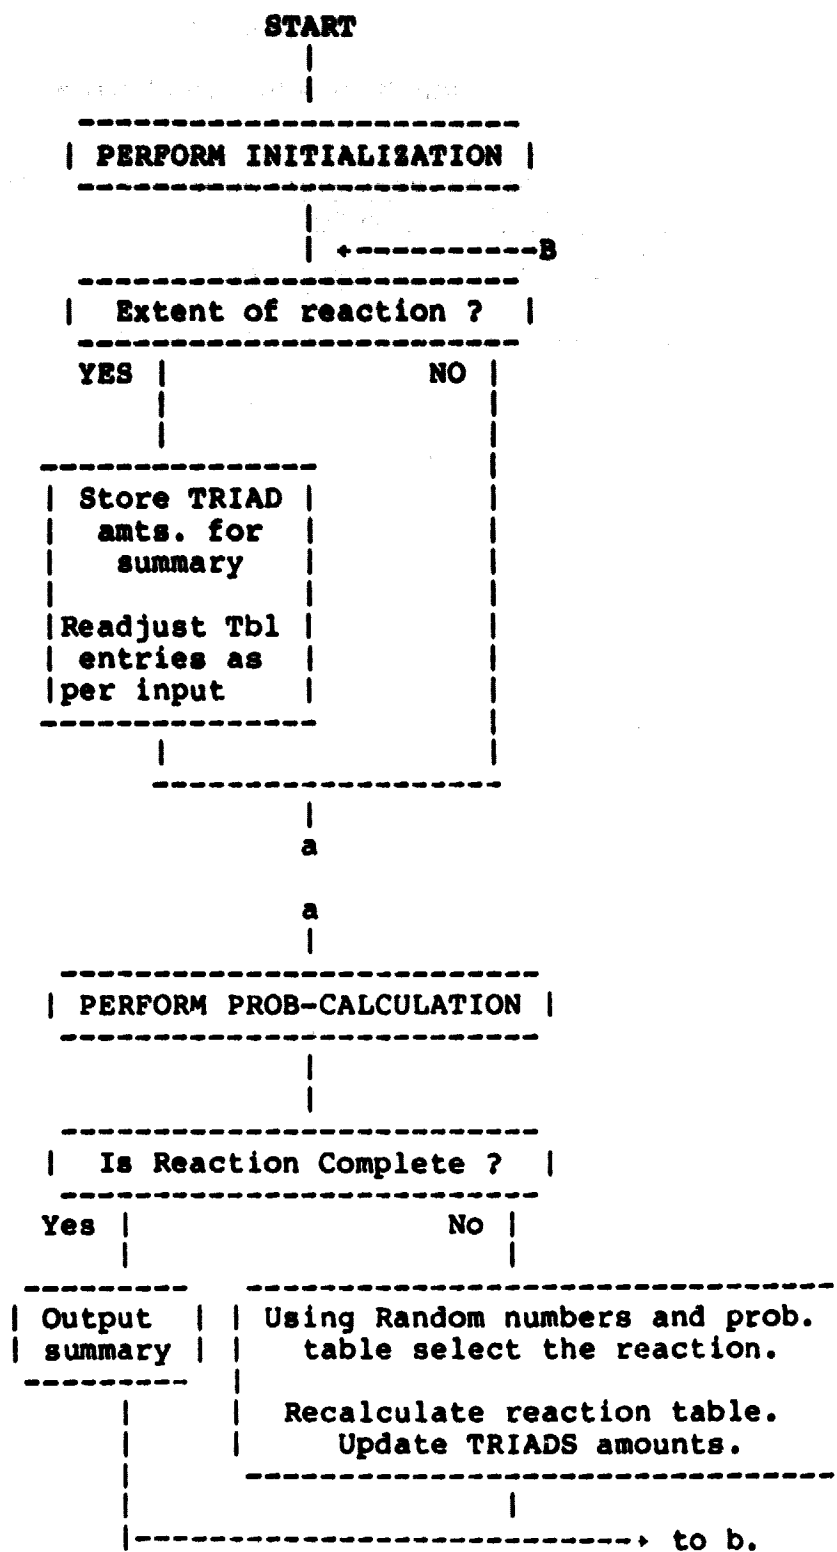 START
PERFORM INITIALIZATION
B
Extent of reaction ?
YES NO
Store TRIAD
amts. for
summary
Readjust Tbl
entries as
per input
a
a
PERFORM PROB-CALCULATION
Is Reaction Complete ?
Yes No
Output
summary
Using Random numbers and prob.
table select the reaction.
Recalculate reaction table.
Update TRIADS amounts.
to b.